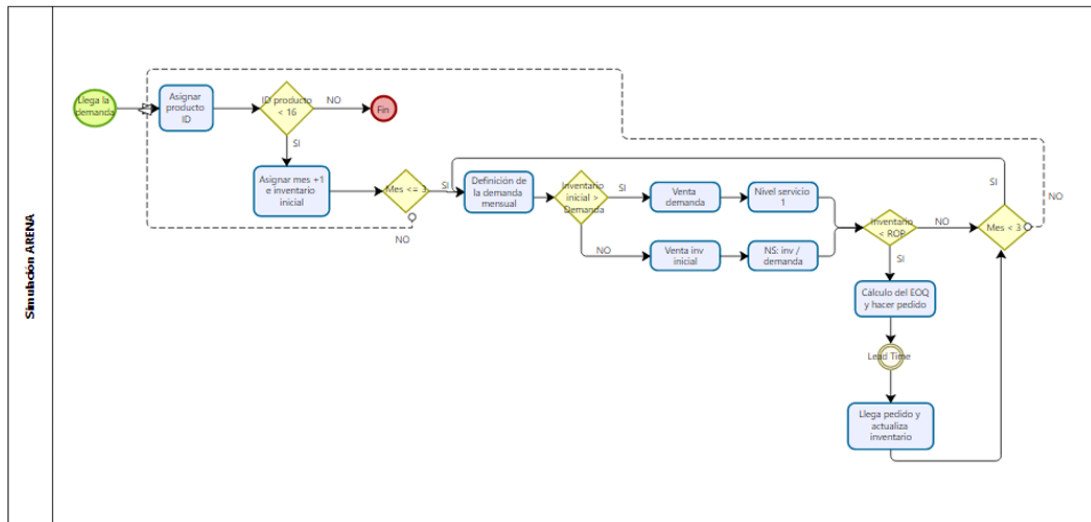 Simulación ARENA
Llega la
demanda
Asignar
producto
ID
ID producto
< 16
NO
Fin
SI
Asignar mes +1
e inventario
inicial
Mes <= 3
SI
NO
Definición de
la demanda
mensual
Inventario
inicial >
Demanda
SI
Venta
demanda
Nivel servicio
1
NO
Venta inv
inicial
NS: inv /
demanda
Inventario
< ROP
NO
SI
Mes < 3
SI
NO
Cálculo del EOQ
y hacer pedido
Lead Time
Llega pedido y
actualiza
inventario